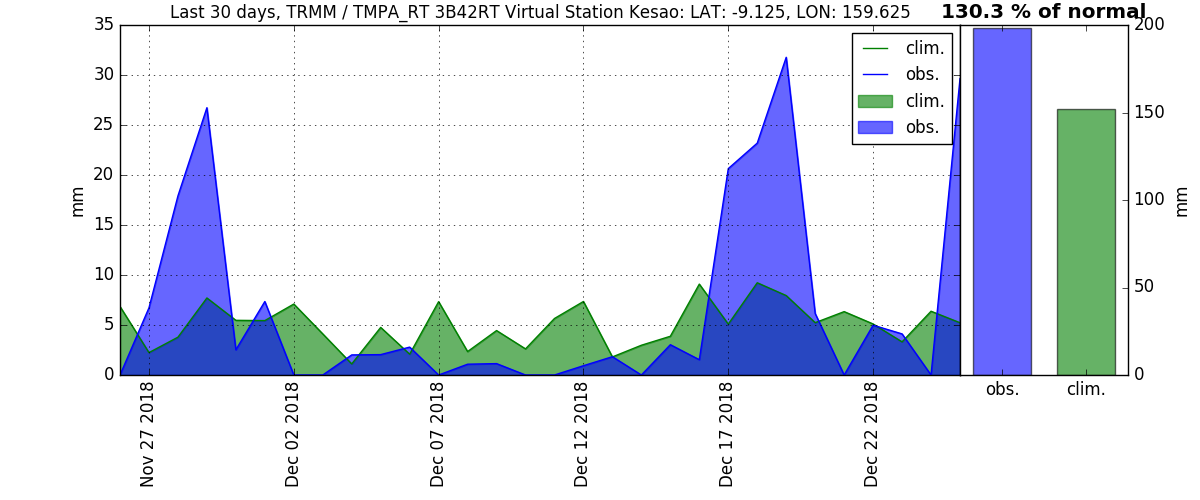 Last 30 days, TRMM / TMPA_RT 3B42RT Virtual Station Kesao: LAT: -9.125, LON: 159.625
130.3 % of normal
35
30
25
20
15
10
5
0
mm
clim.
obs.
clim.
obs.
200
150
100
50
0
mm
obs.
clim.
Nov 27 2018
Dec 02 2018
Dec 07 2018
Dec 12 2018
Dec 17 2018
Dec 22 2018